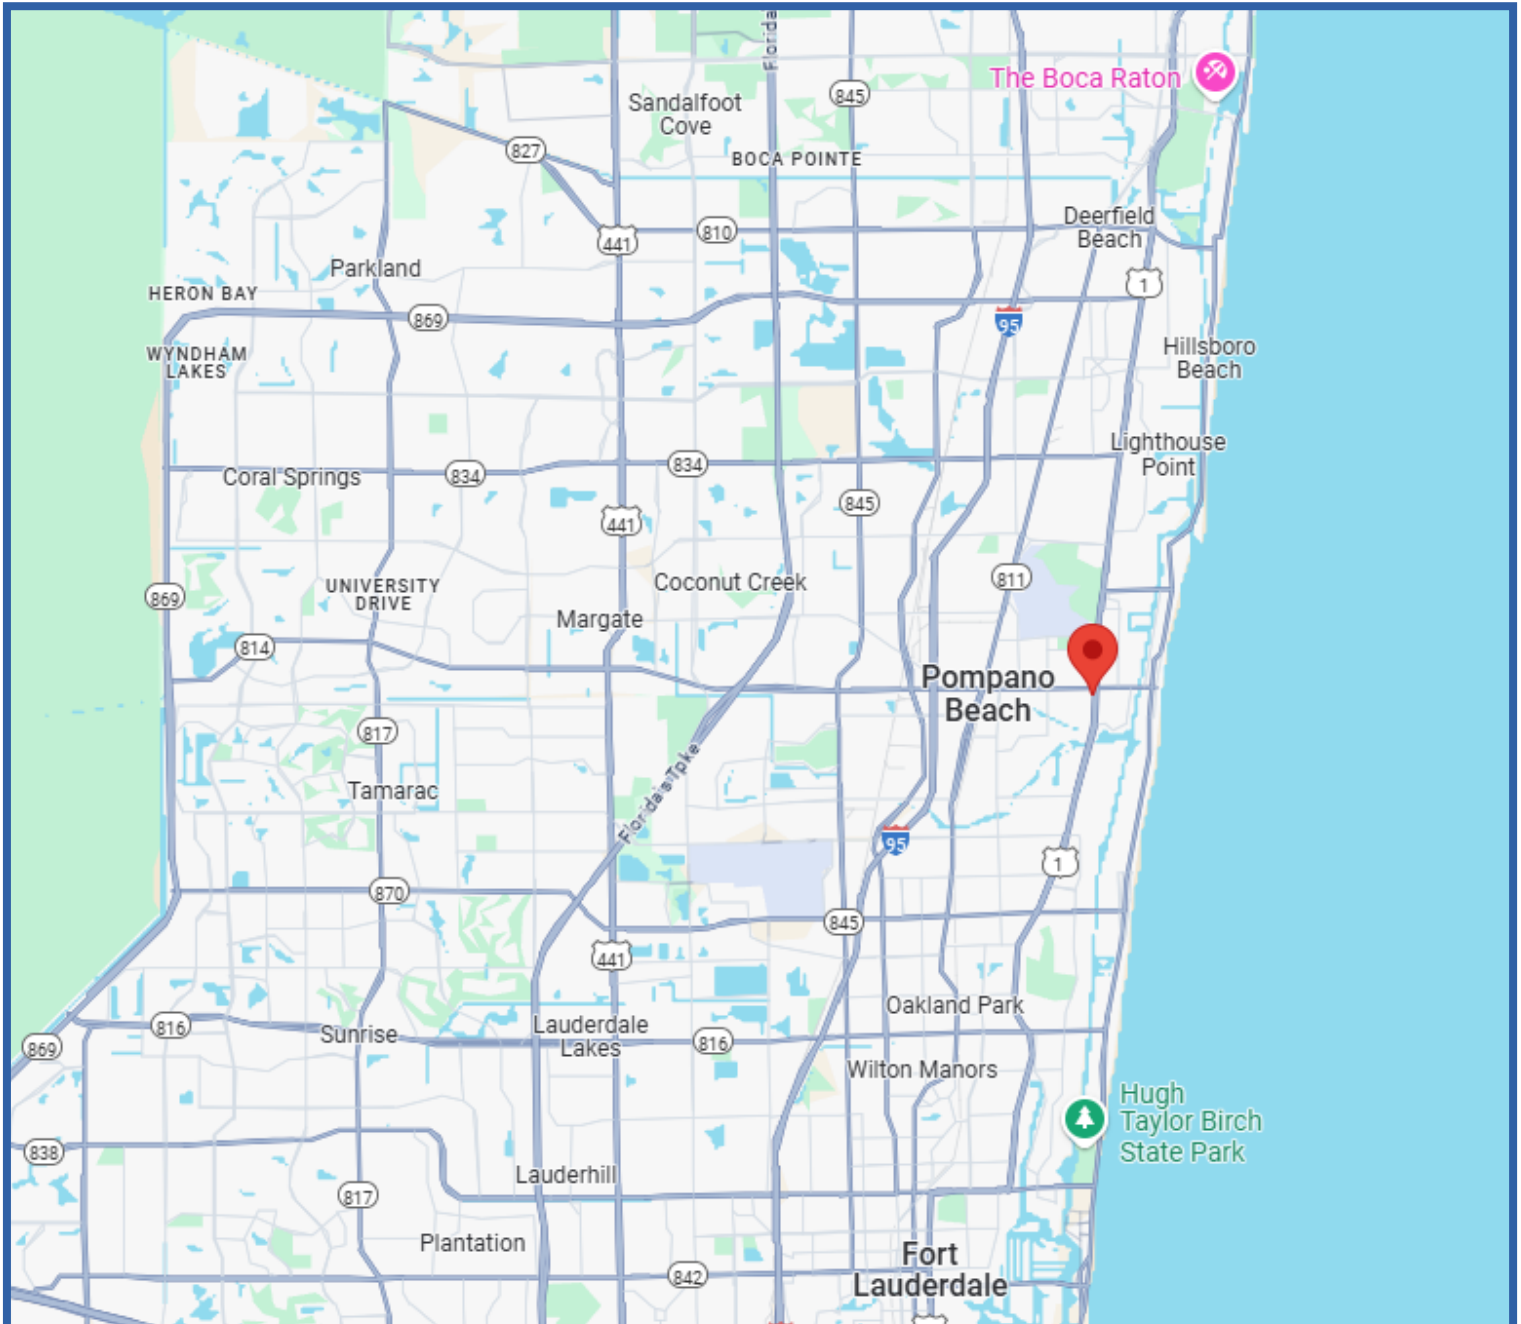 Florida
The Boca Raton
Sandalfoot
Cove
845
827
BOCA POINTE
Deerfield
Beach
441
810
Parkland
1
HERON BAY
869
95
WYNDHAM
LAKES
Hillsboro
Beach
Lighthouse
Point
Coral Springs
834
834
845
441
811
Coconut Creek
UNIVERSITY
DRIVE
869
Margate
814
Pompano
Beach
817
Florida's Tpke
Tamarac
95
1
870
845
441
Oakland Park
816
Sunrise
Lauderdale
Lakes
816
869
Wilton Manors
Hugh
Taylor Birch
State Park
838
Lauderhill
817
Plantation
Fort
Lauderdale
842